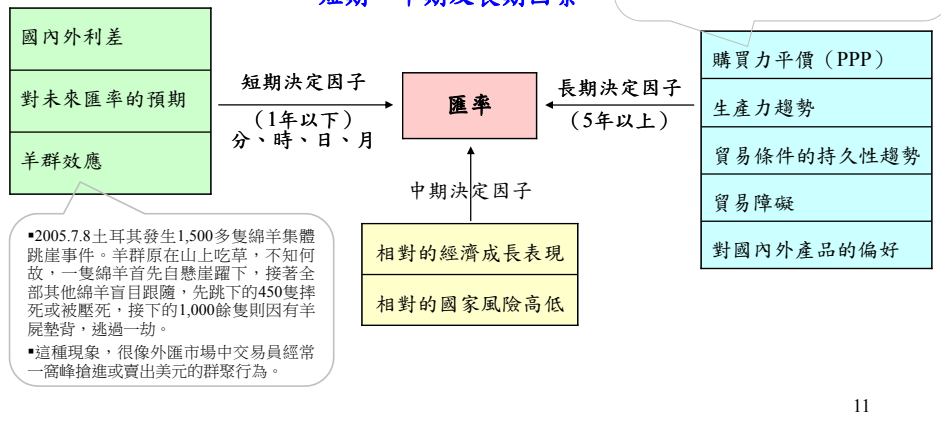 短期、中期及長期因素
國內外利差
對未來匯率的預期
羊群效應
短期決定因子
（1年以下）
分、時、日、月
匯率
長期決定因子
（5年以上）
購買力平價（PPP）
生產力趨勢
貿易條件的持久性趨勢
貿易障礙
對國內外產品的偏好
中期決定因子
相對的經濟成長表現
相對的國家風險高低
▪2005.7.8土耳其發生1,500多隻綿羊集體
跳崖事件。羊群原在山上吃草，不知何
故，一隻綿羊首先自懸崖躍下，接著全
部其他綿羊盲目跟隨，先跳下的450隻摔
死或被壓死，接下的1,000餘隻則因有羊
屍墊背，逃過一劫。
▪這種現象，很像外匯市場中交易員經常
一窩峰搶進或賣出美元的群聚行為。
11